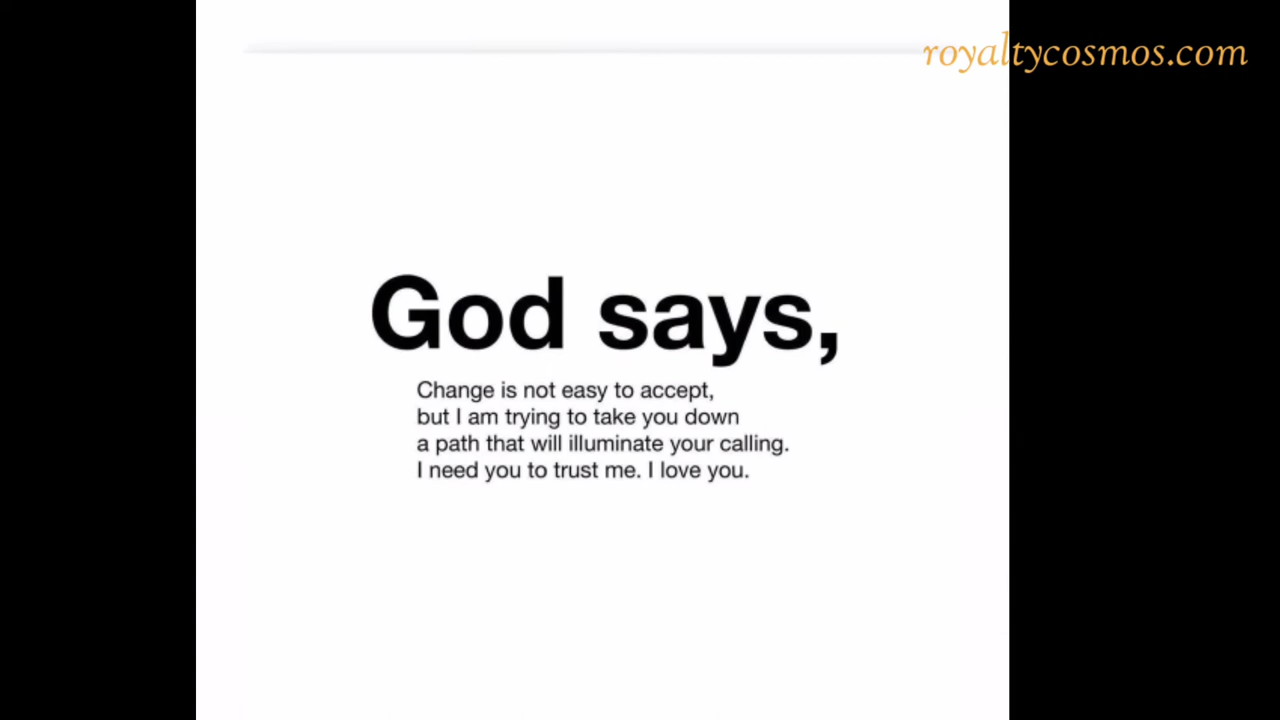 royaltycosmos.com
God says,
Change is not easy to accept,
but I am trying to take you down
a path that will illuminate your calling.
I need you to trust me. I love you.